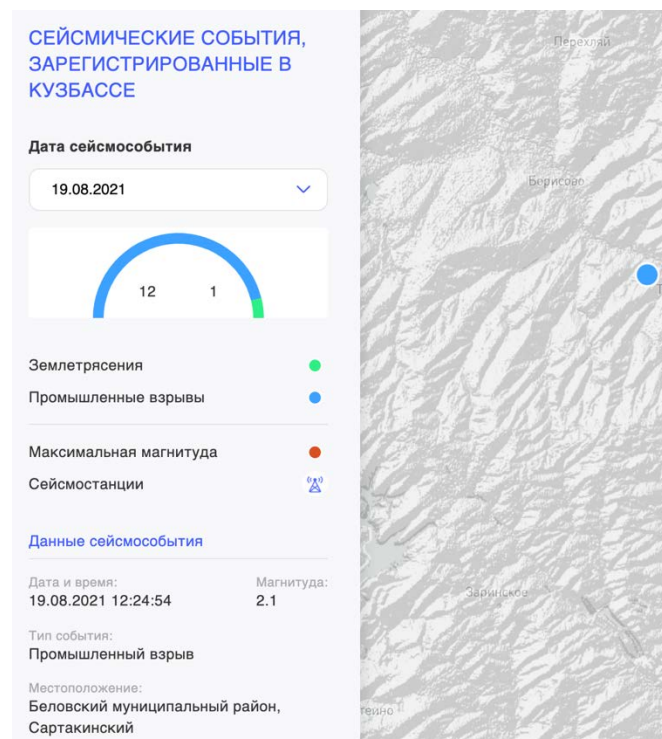 СЕЙСМИЧЕСКИЕ СОБЫТИЯ,
ЗАРЕГИСТРИРОВАННЫЕ В
КУЗБАССЕ
Дата сейсмособытия
19.08.2021
12 1
Землетрясения
Промышленные взрывы
Максимальная магнитуда
Сейсмостанции
Данные сейсмособытия
Дата и время: Магнитуда:
19.08.2021 12:24:54 2.1
Тип события:
Промышленный взрыв
Местоположение:
Беловский муниципальный район,
Сартакинский
Перехляй
Борисово
Заринское